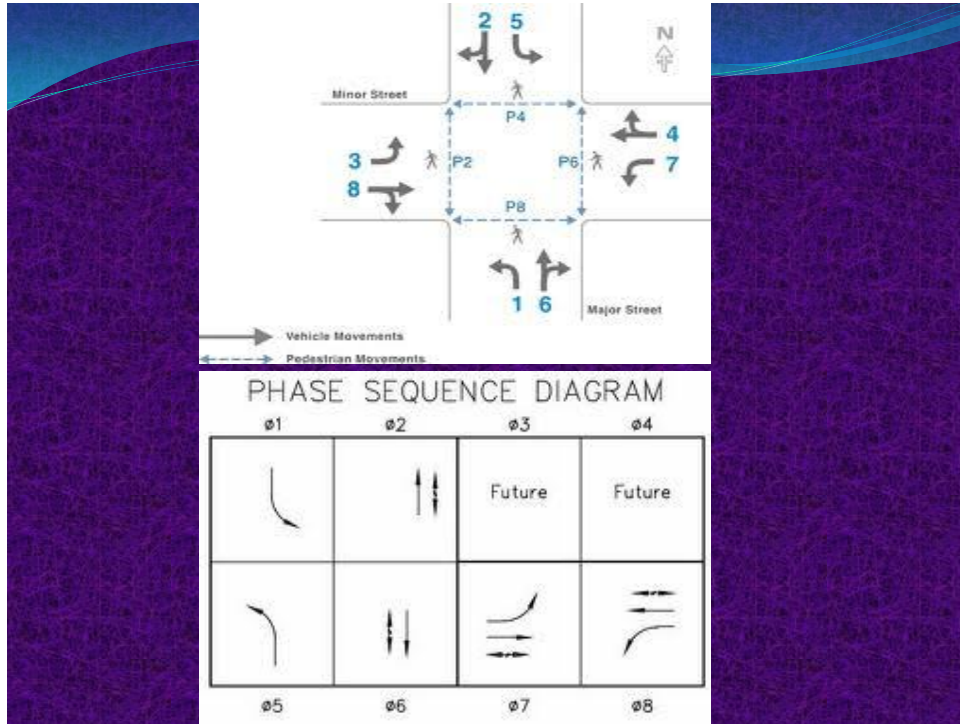 2 5
N
Minor Street
P4
4
3 P2 P6 7
8
P8
1 6
Major Street
Vehicle Movements
Pedestrian Movements
PHASE SEQUENCE DIAGRAM
ø1 ø2 ø3 ø4
Future Future
ø5 ø6 ø7 ø8